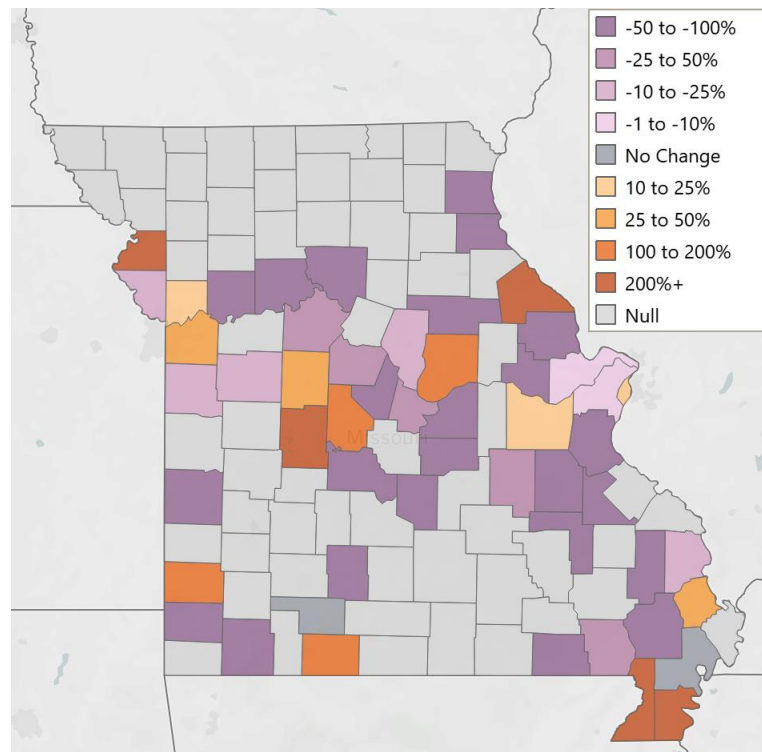 -50 to -100%
-25 to 50%
-10 to -25%
-1 to -10%
No Change
10 to 25%
25 to 50%
100 to 200%
200%+
Null
Missouri